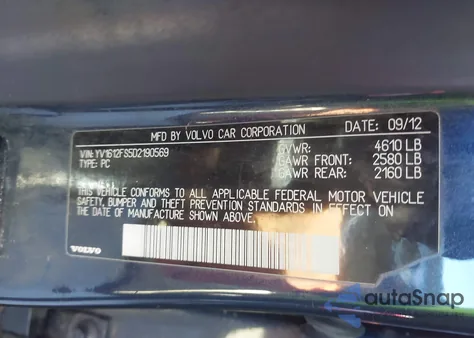 MFD BY VOLVO CAR CORPORATION DATE: 09/12
VIN: YV1612FS5D2190569 GVWR: 4610 LB
TYPE: PC GAWR FRONT: 2580 LB
GAWR REAR: 2160 LB
THIS VEHICLE CONFORMS TO ALL APPLICABLE FEDERAL MOTOR VEHICLE
SAFETY, BUMPER AND THEFT PREVENTION STANDARDS IN EFFECT ON
THE DATE OF MANUFACTURE SHOWN ABOVE.
VOLVO
autoSnap